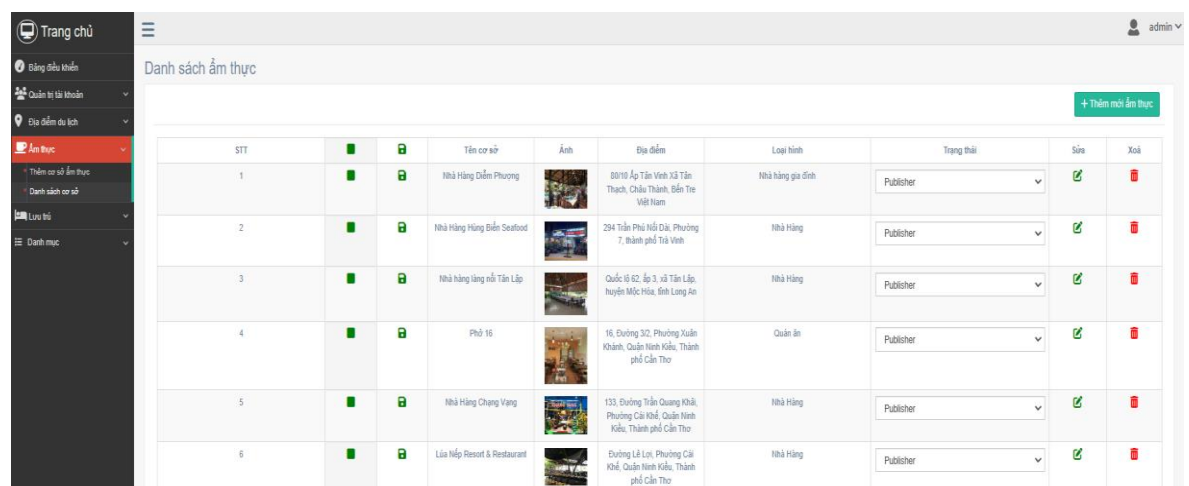 Trang chủ
admin
Bảng điều khiển
Quản trị tài khoản
Địa điểm du lịch
Ẩm thực
Thêm cơ sở ẩm thực
Danh sách cơ sở
Lưu trú
Danh mục
Danh sách ẩm thực
+ Thêm mới ẩm thực
STT Tên cơ sở Ảnh Địa điểm Loại hình Trạng thái Sửa Xoá
1 Nhà Hàng Diễm Phượng 80/10 Ấp Tân Vinh Xã Tân Nhà hàng gia đình Publisher
Thạch, Châu Thành, Bến Tre
Việt Nam
2 Nhà Hàng Hùng Biển Seafood 294 Trần Phú Nối Dài, Phường Nhà Hàng Publisher
7, thành phố Trà Vinh
3 Nhà hàng làng nổi Tân Lập Quốc lộ 62, ấp 3, xã Tân Lập, Nhà Hàng Publisher
huyện Mộc Hóa, tỉnh Long An
4 Phở 16 16, Đường 3/2, Phường Xuân Quán ăn Publisher
Khánh, Quận Ninh Kiều, Thành
phố Cần Thơ
5 Nhà Hàng Chạng Vạng 133, Đường Trần Quang Khải, Nhà Hàng Publisher
Phường Cái Khế, Quận Ninh
Kiều, Thành phố Cần Thơ
6 Lúa Nếp Resort & Restaurant Đường Lê Lợi, Phường Cái Nhà Hàng Publisher
Khế, Quận Ninh Kiều, Thành
phố Cần Thơ